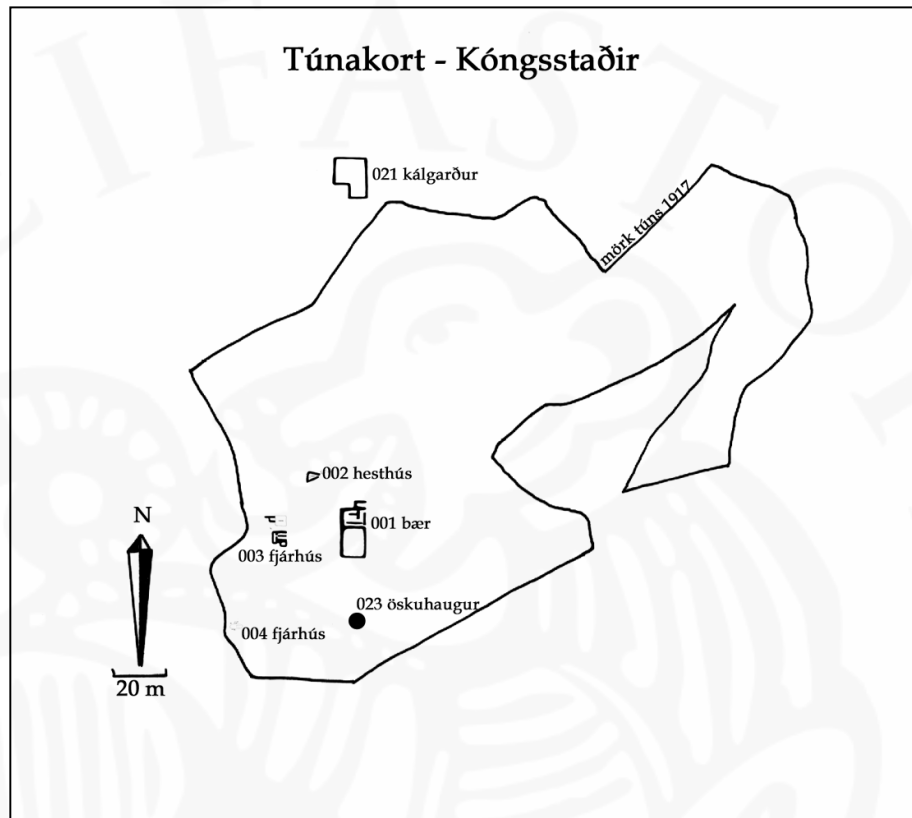 Túnakort - Kóngsstaðir
021 kálgarður
mörk túns 1917
002 hesthús
001 bær
003 fjárhús
023 öskuhaugur
004 fjárhús
N
20 m